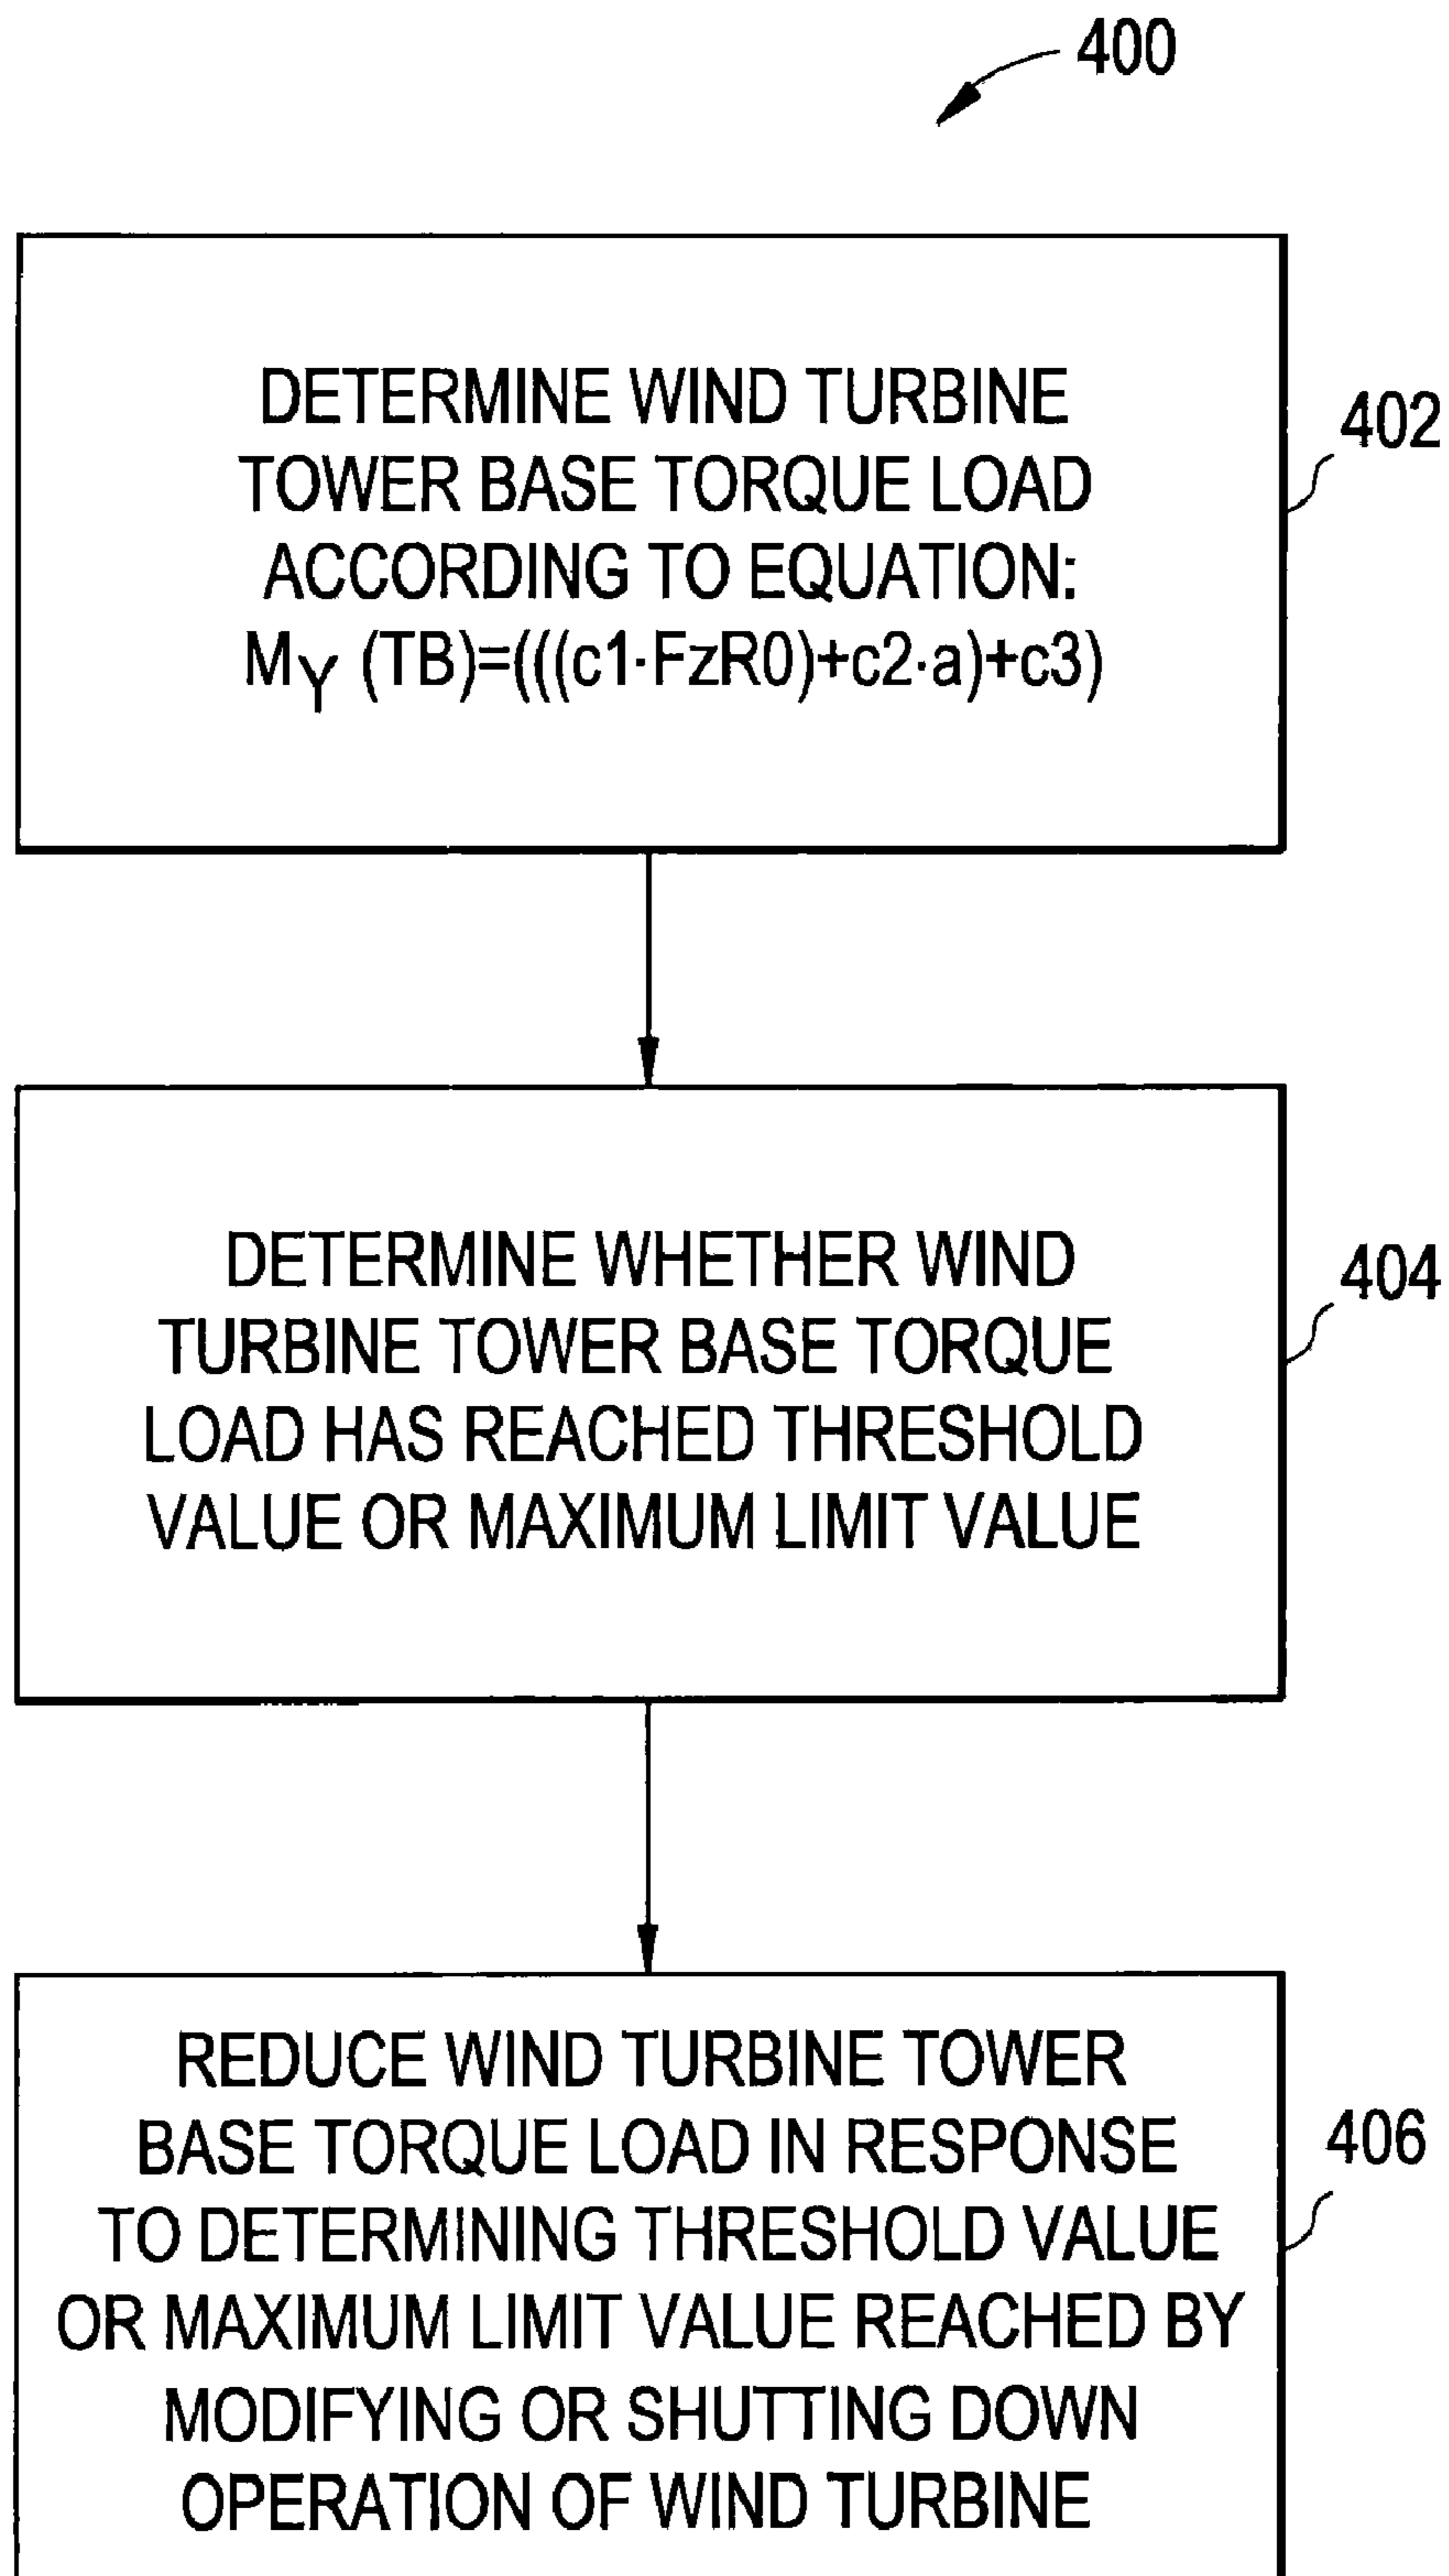 400
DETERMINE WIND TURBINE
TOWER BASE TORQUE LOAD
ACCORDING TO EQUATION:
MY (TB)=(((c1·FzR0)+c2·a)+c3)
402
DETERMINE WHETHER WIND
TURBINE TOWER BASE TORQUE
LOAD HAS REACHED THRESHOLD
VALUE OR MAXIMUM LIMIT VALUE
404
REDUCE WIND TURBINE TOWER
BASE TORQUE LOAD IN RESPONSE
TO DETERMINING THRESHOLD VALUE
OR MAXIMUM LIMIT VALUE REACHED BY
MODIFYING OR SHUTTING DOWN
OPERATION OF WIND TURBINE
406